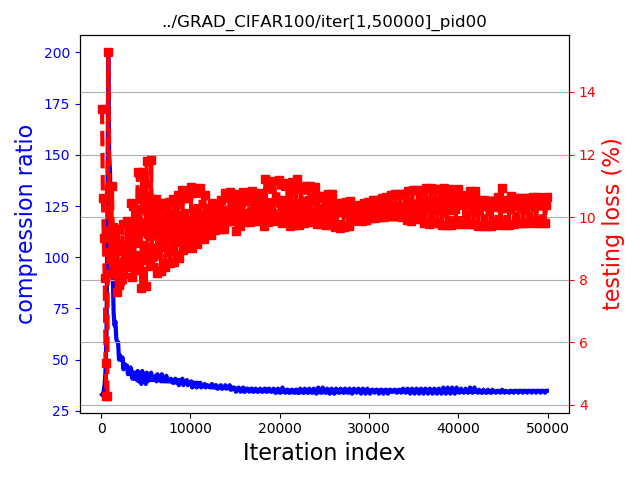 ../GRAD_CIFAR100/iter[1,50000]_pid00
200
175
150
125
100
75
50
25
compression ratio
14
12
10
8
6
4
testing loss (%)
0 10000 20000 30000 40000 50000
Iteration index